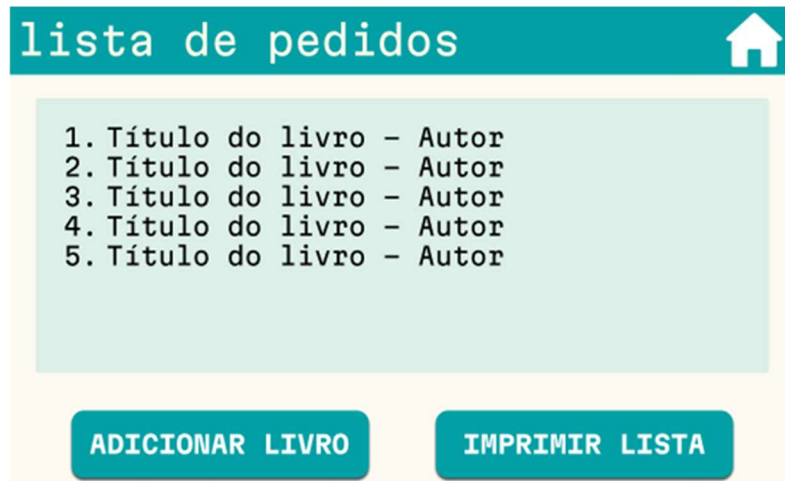 lista de pedidos
1. Título do livro – Autor
2. Título do livro – Autor
3. Título do livro – Autor
4. Título do livro – Autor
5. Título do livro – Autor
ADICIONAR LIVRO
IMPRIMIR LISTA